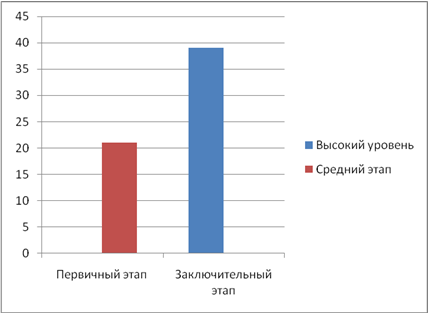 45
40
35
30
25
20
15
10
5
0
Первичный этап
Заключительный
этап
Высокий уровень
Средний этап